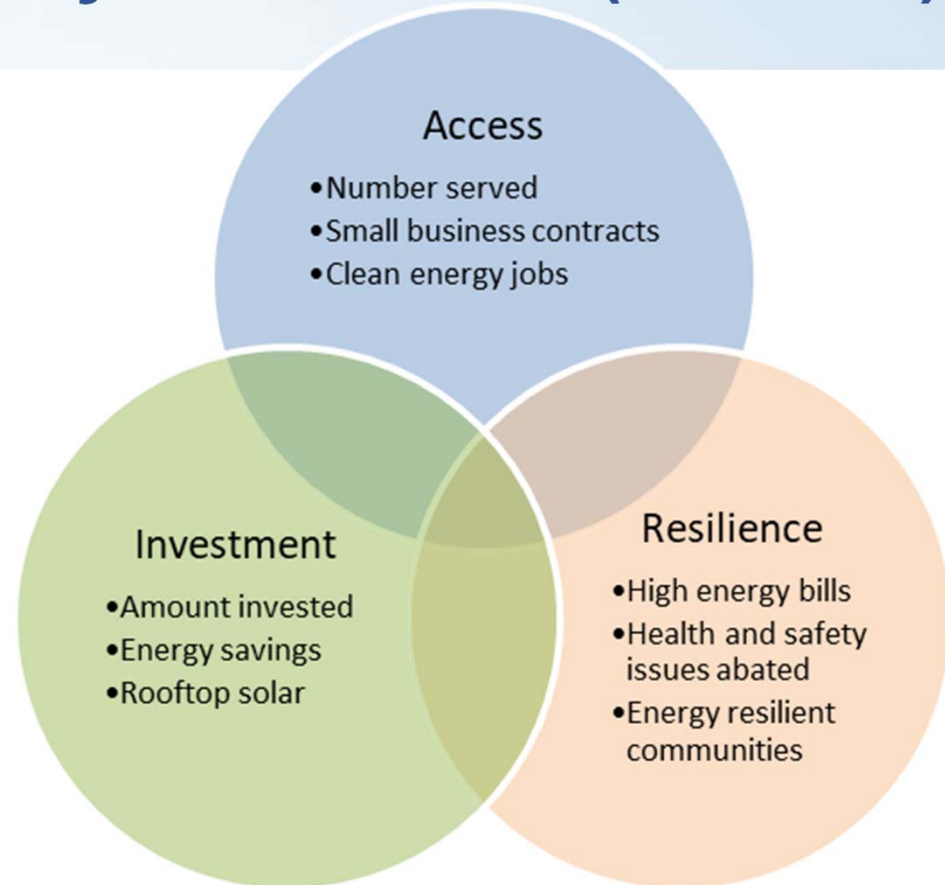 Access
•Number served
•Small business contracts
•Clean energy jobs
Investment
•Amount invested
•Energy savings
•Rooftop solar
Resilience
•High energy bills
•Health and safety
issues abated
•Energy resilient
communities